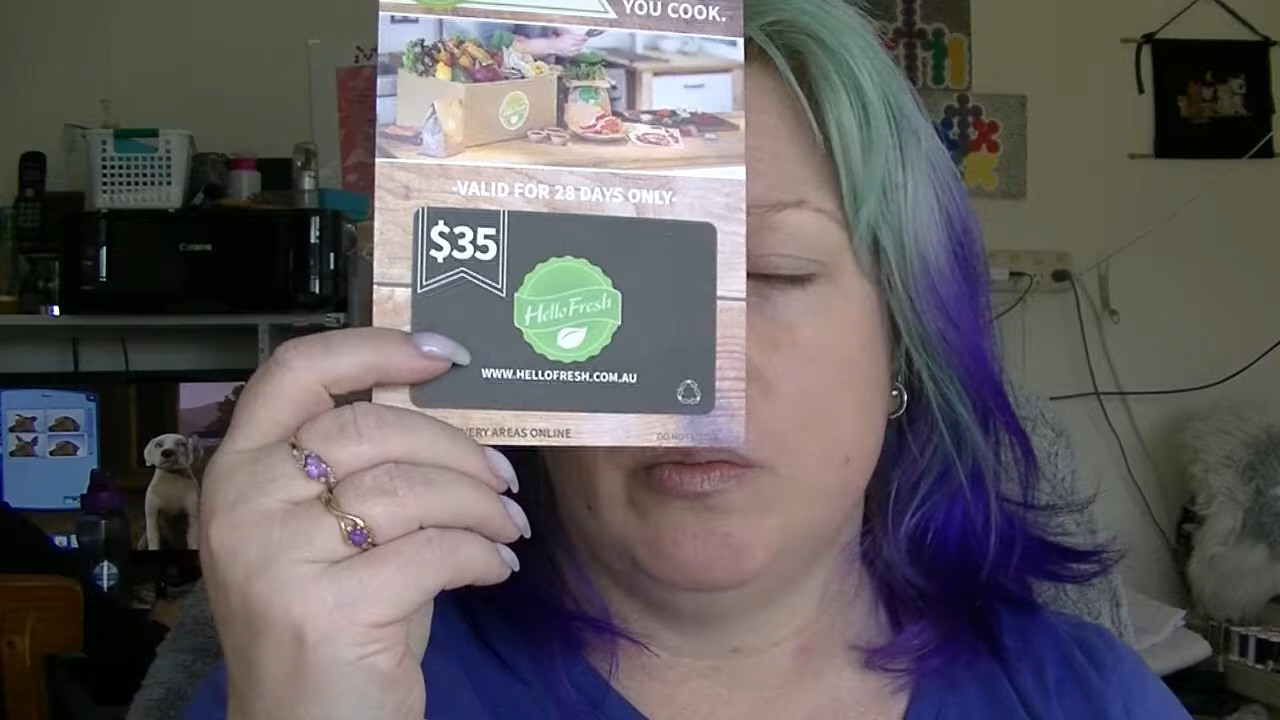 YOU COOK.
-VALID FOR 28 DAYS ONLY-
$35
Hello Fresh
WWW.HELLOFRESH.COM.AU
VERY AREAS ONLINE
DO NOT
Canon